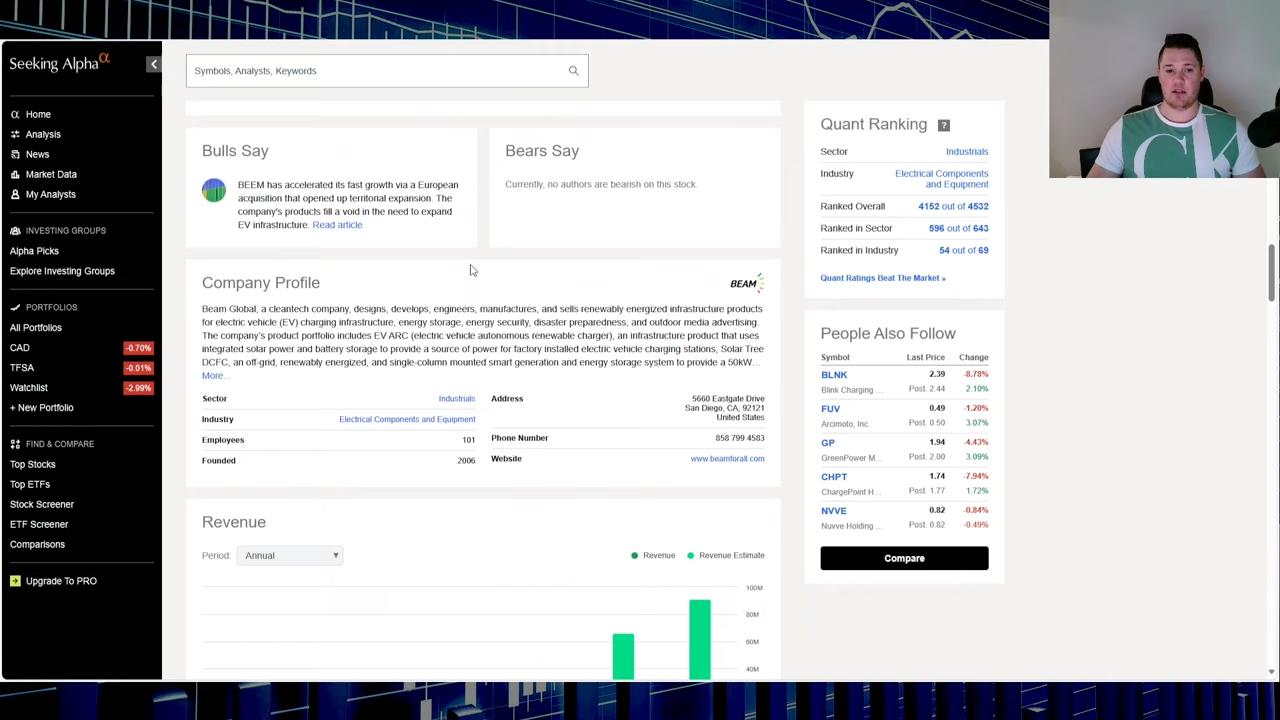 Seeking Alpha α
Symbols, Analysts, Keywords
Home
Analysis
News
Market Data
My Analysts
INVESTING GROUPS
Alpha Picks
Explore Investing Groups
PORTFOLIOS
All Portfolios
CAD -0.70%
TFSA -0.01%
Watchlist -2.99%
+ New Portfolio
FIND & COMPARE
Top Stocks
Top ETFs
Stock Screener
ETF Screener
Comparisons
Upgrade To PRO
Bulls Say
BEEM has accelerated its fast growth via a European
acquisition that opened up territorial expansion. The
company's products fill a void in the need to expand
EV infrastructure. Read article
Bears Say
Currently, no authors are bearish on this stock.
Company Profile
BEAM
Beam Global, a cleantech company, designs, develops, engineers, manufactures, and sells renewably energized infrastructure products
for electric vehicle (EV) charging infrastructure, energy storage, energy security, disaster preparedness, and outdoor media advertising.
The company's product portfolio includes EV ARC (electric vehicle autonomous renewable charger), an infrastructure product that uses
integrated solar power and battery storage to provide a source of power for factory installed electric vehicle charging stations; Solar Tree
DCFC, an off-grid, renewably energized, and single-column mounted smart generation and energy storage system to provide a 50kW...
More...
Sector Industrials
Industry Electrical Components and Equipment
Employees 101
Founded 2006
Address 5660 Eastgate Drive
San Diego, CA, 92121
United States
Phone Number 858 799 4583
Website www.beamforall.com
Revenue
Period: Annual ▼
Revenue Revenue Estimate
100M
80M
60M
40M
Quant Ranking ?
Sector Industrials
Industry Electrical Components
and Equipment
Ranked Overall 4152 out of 4532
Ranked in Sector 596 out of 643
Ranked in Industry 54 out of 69
Quant Ratings Beat The Market »
People Also Follow
Symbol Last Price Change
BLNK 2.39 -8.78%
Blink Charging ... Post. 2.44 2.10%
FUV 0.49 -1.20%
Arcimoto, Inc. Post. 0.50 3.07%
GP 1.94 -4.43%
GreenPower M... Post. 2.00 3.09%
CHPT 1.74 -7.94%
ChargePoint H... Post. 1.77 1.72%
NVVE 0.82 -0.84%
Nuvve Holding ... Post. 0.82 -0.49%
Compare
CK